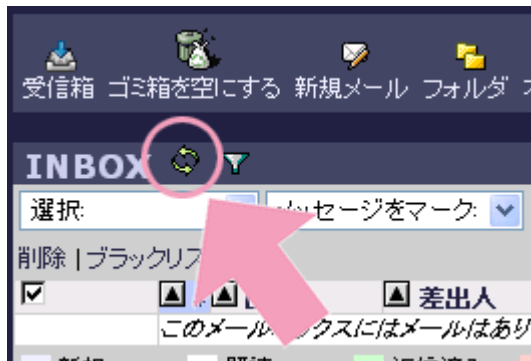 受信箱 ゴミ箱を空にする 新規メール フォルダ
INBOX
選択: メッセージをマーク:
削除 | ブラックリス
差出人
このメールボックスにはメールはあり